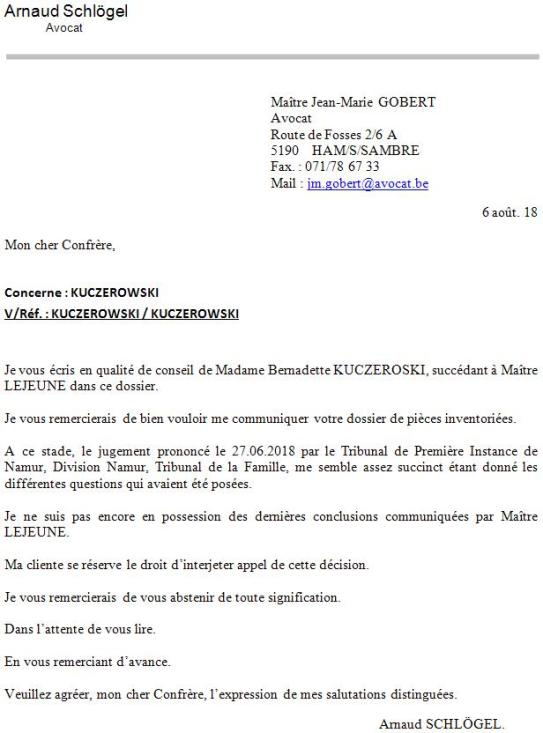 Arnaud Schlögel
Avocat
Maître Jean-Marie GOBERT
Avocat
Route de Fosses 2/6 A
5190 HAM/S/SAMBRE
Fax. : 071/78 67 33
Mail : jm.gobert@avocat.be
6 août. 18
Mon cher Confrère,
Concerne : KUCZEROWSKI
V/Réf. : KUCZEROWSKI / KUCZEROWSKI
Je vous écris en qualité de conseil de Madame Bernadette KUCZEROSKI, succédant à Maître
LEJEUNE dans ce dossier.
Je vous remercierais de bien vouloir me communiquer votre dossier de pièces inventoriées.
A ce stade, le jugement prononcé le 27.06.2018 par le Tribunal de Première Instance de
Namur, Division Namur, Tribunal de la Famille, me semble assez succinct étant donné les
différentes questions qui avaient été posées.
Je ne suis pas encore en possession des dernières conclusions communiquées par Maître
LEJEUNE.
Ma cliente se réserve le droit d'interjeter appel de cette décision.
Je vous remercierais de vous abstenir de toute signification.
Dans l'attente de vous lire.
En vous remerciant d'avance.
Veuillez agréer, mon cher Confrère, l'expression de mes salutations distinguées.
Arnaud SCHLÖGEL.